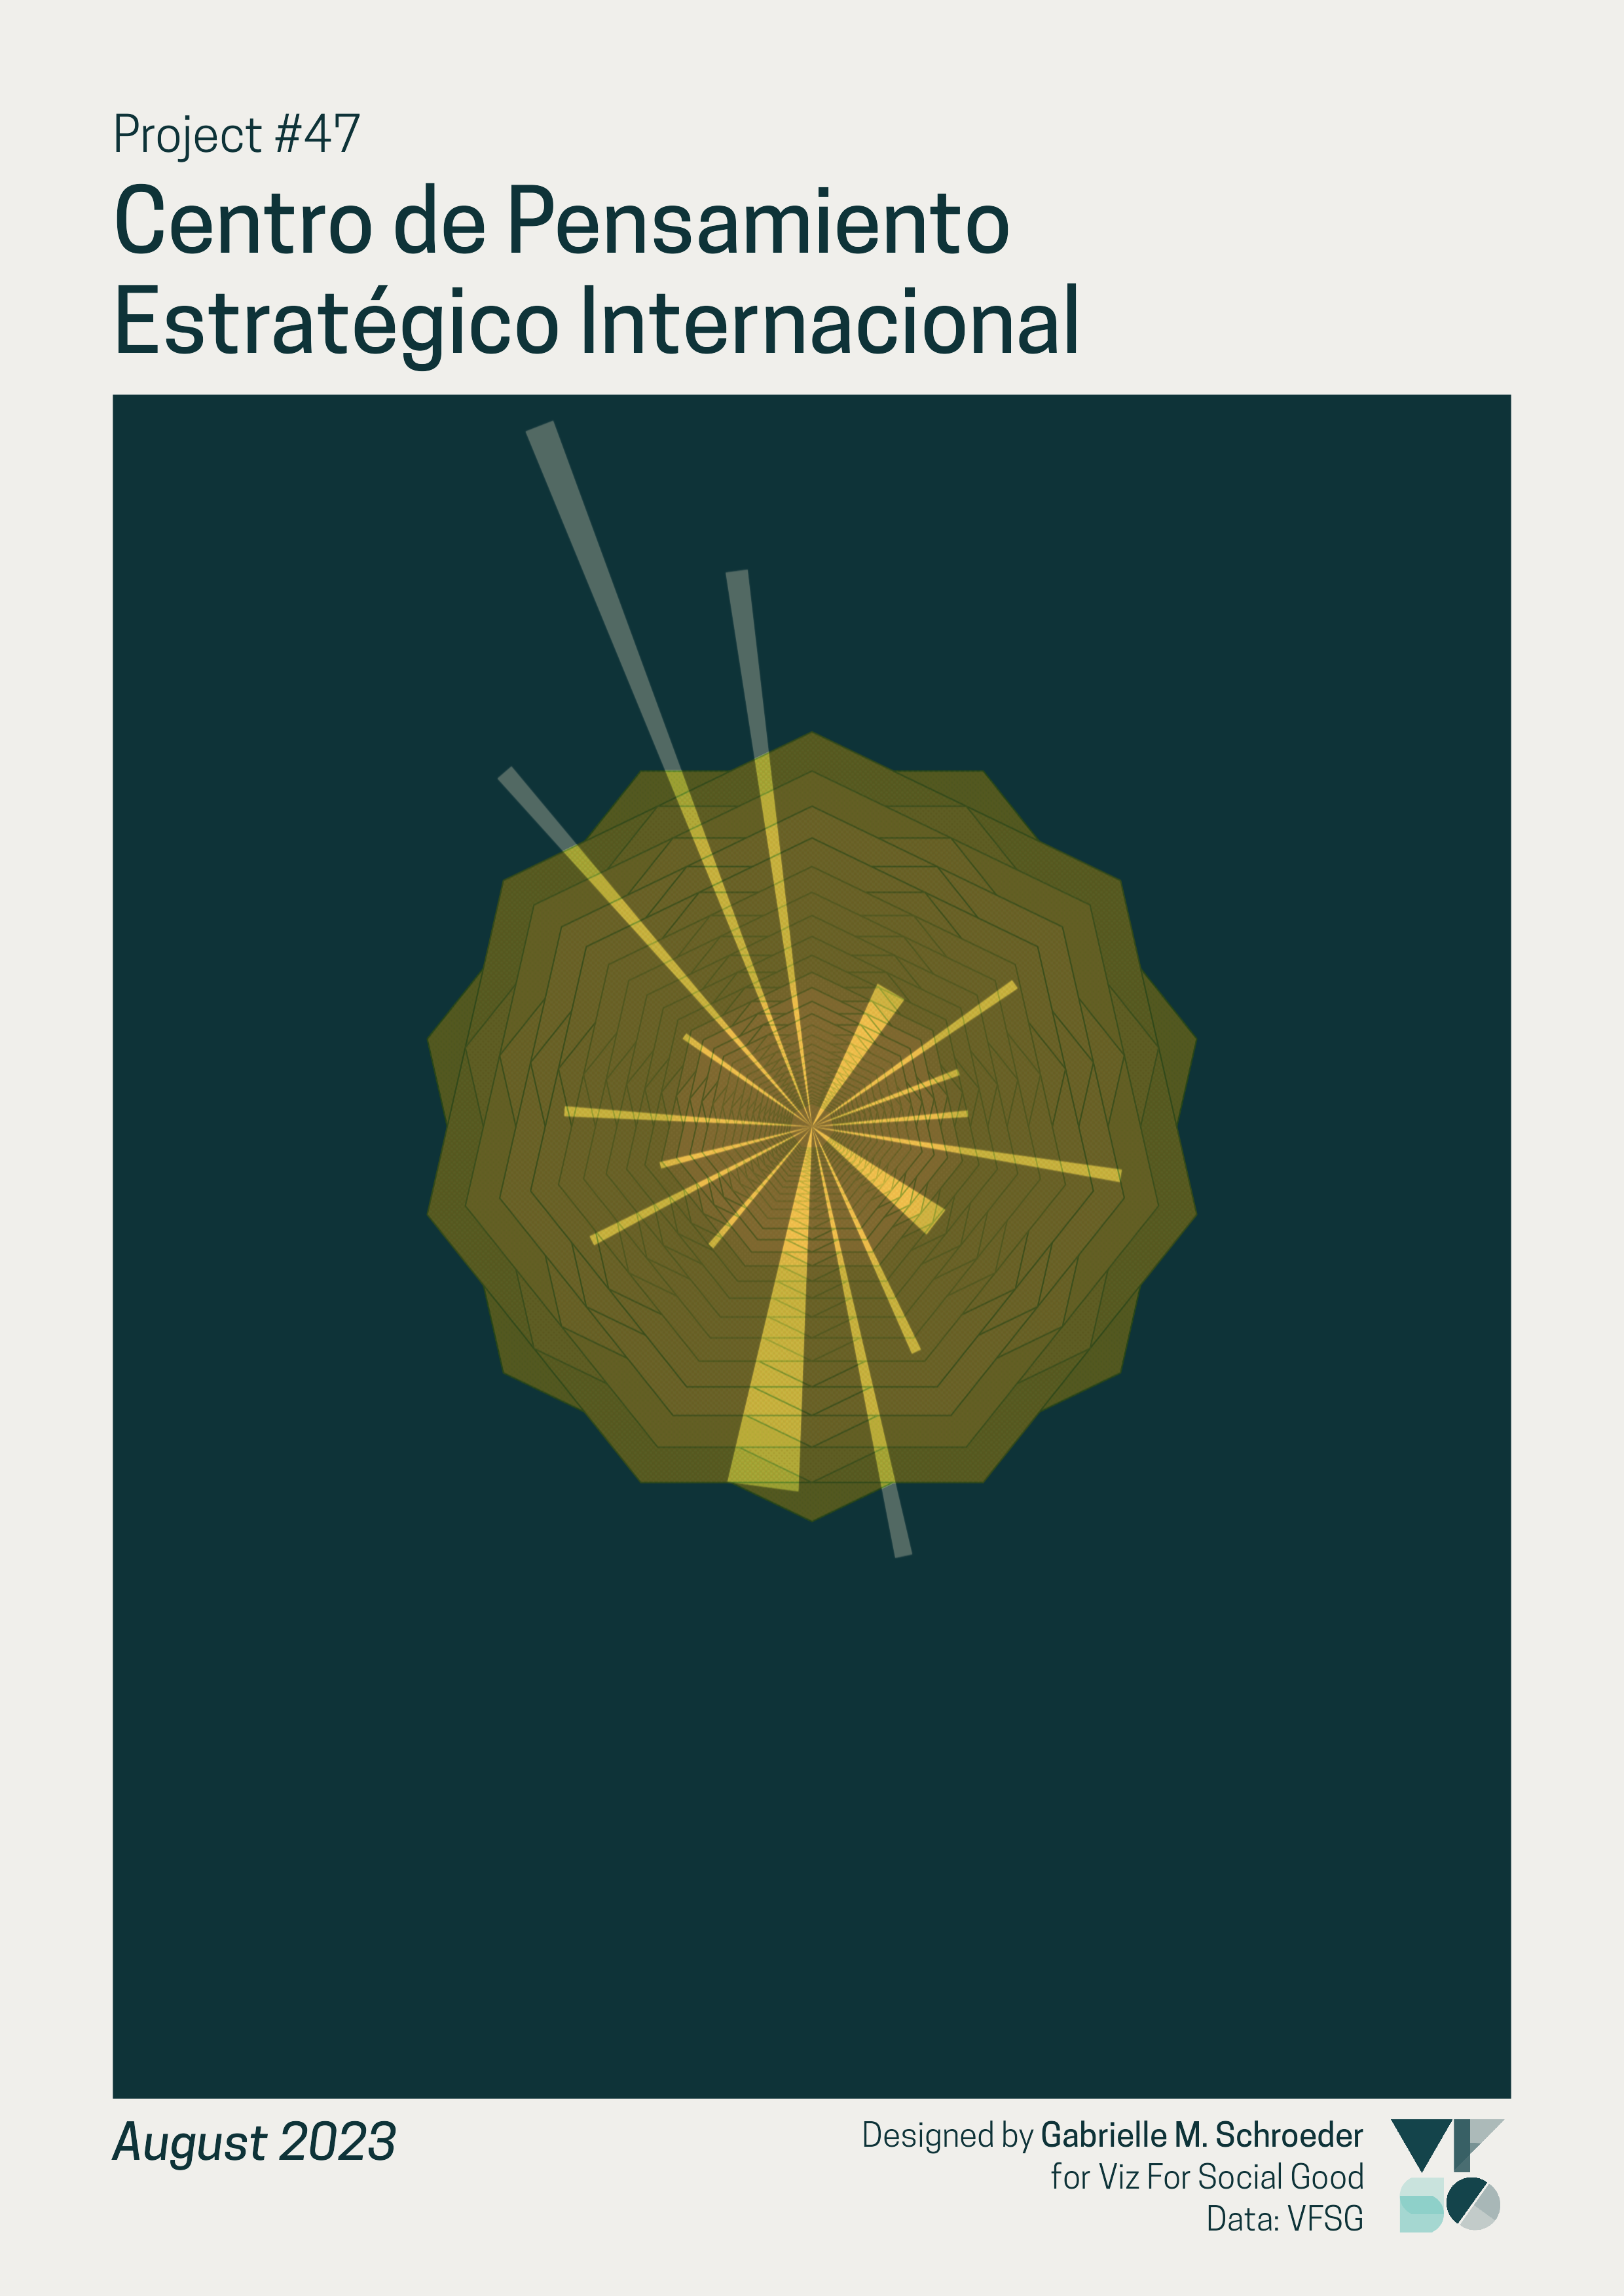 Project #47
Centro de Pensamiento
Estratégico Internacional
August 2023
Designed by Gabrielle M. Schroeder
for Viz For Social Good
Data: VFSG
VFSG